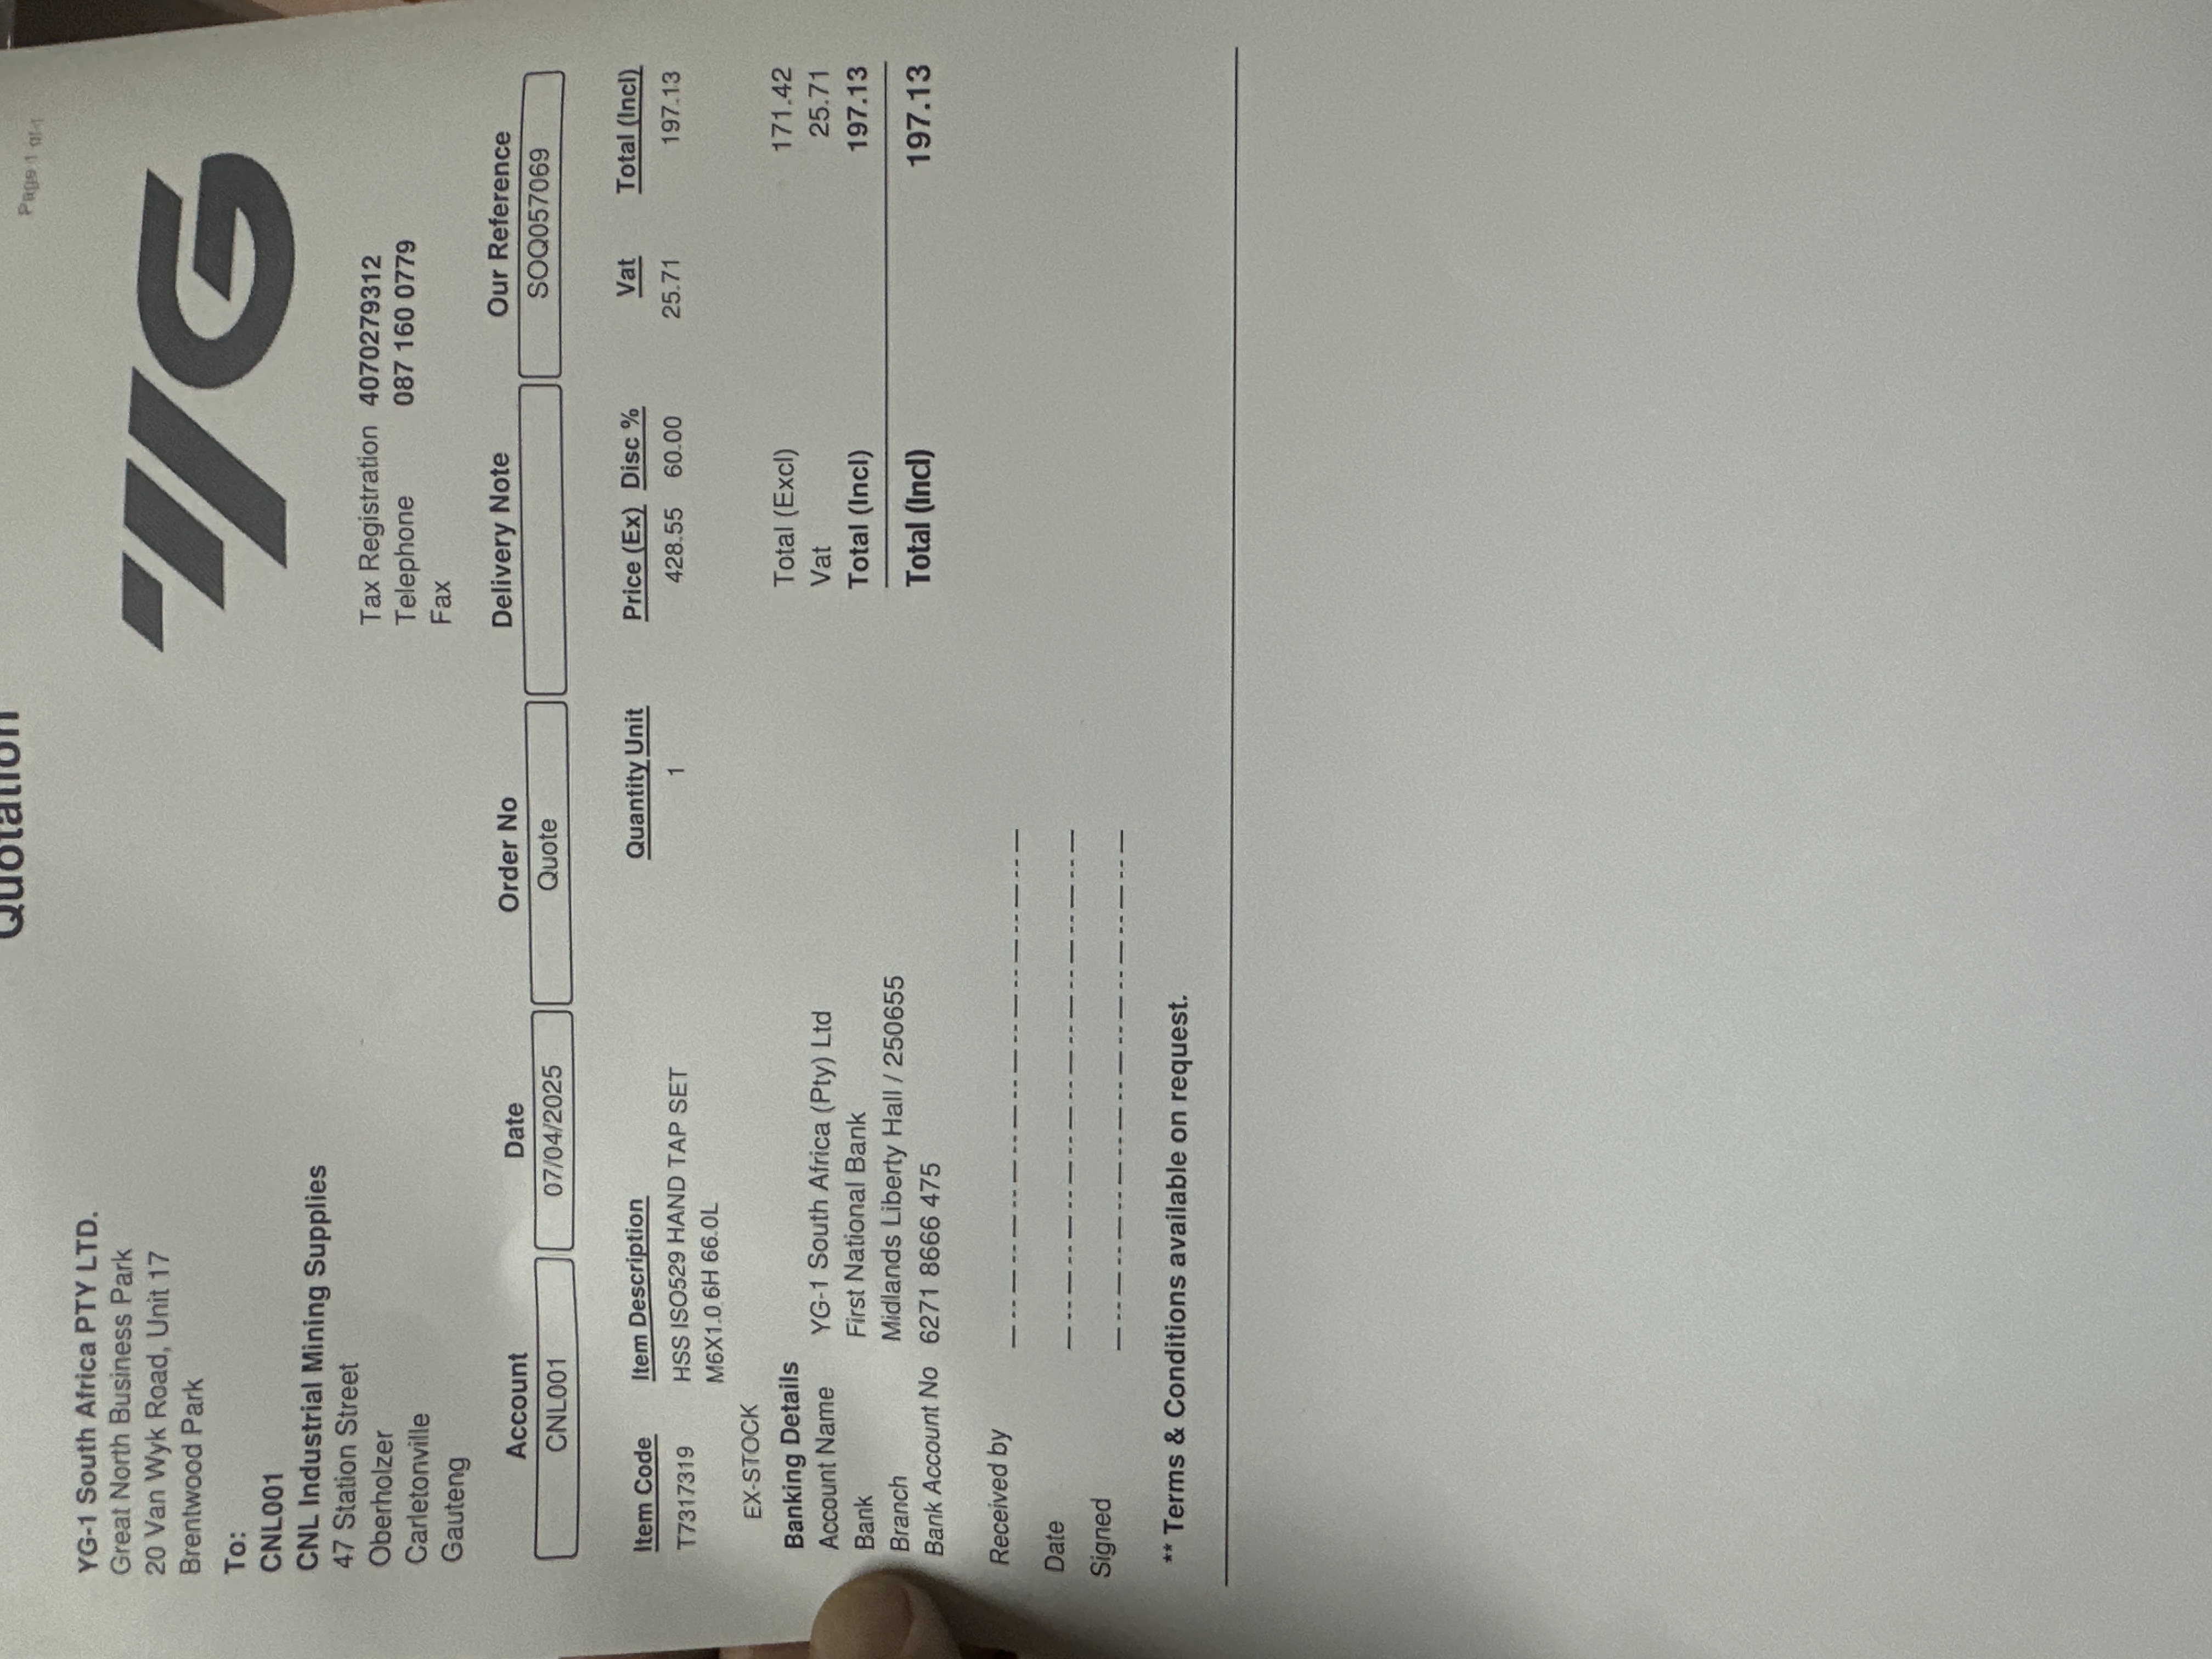 Quotation
Page 1 of 1
YG-1 South Africa PTY LTD.
Great North Business Park
20 Van Wyk Road, Unit 17
Brentwood Park
To:
CNL001
CNL Industrial Mining Supplies
47 Station Street
Oberholzer
Carletonville
Gauteng
YG
Tax Registration 4070279312
Telephone 087 160 0779
Fax
Account Date Order No Delivery Note Our Reference
CNL001 07/04/2025 Quote SOQ057069
Item Code Item Description Quantity Unit Price (Ex) Disc % Vat Total (Incl)
T7317319 HSS ISO529 HAND TAP SET 1 428.55 60.00 25.71 197.13
M6X1.0 6H 66.0L
EX-STOCK
Banking Details
Account Name YG-1 South Africa (Pty) Ltd
Bank First National Bank
Branch Midlands Liberty Hall / 250655
Bank Account No 6271 8666 475
Total (Excl) 171.42
Vat 25.71
Total (Incl) 197.13
Total (Incl) 197.13
Received by
Date
Signed
** Terms & Conditions available on request.